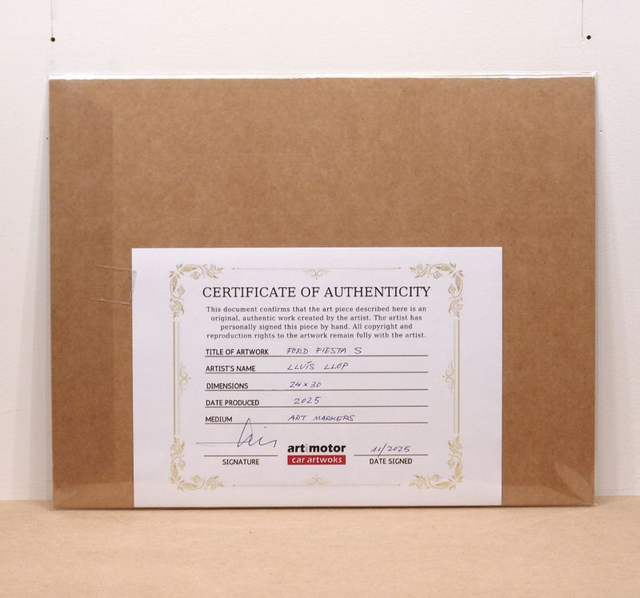 CERTIFICATE OF AUTHENTICITY
This document confirms that the art piece described here is an
original, authentic work created by the artist. The artist has
personally signed this piece by hand. All copyright and
reproduction rights to the artwork remain fully with the artist.
TITLE OF ARTWORK FORD FIESTA S
ARTIST'S NAME LLUÍS LLOP
DIMENSIONS 24x30
DATE PRODUCED 2025
MEDIUM ART MARKERS
art motor
car artwoks
11/2025
SIGNATURE DATE SIGNED